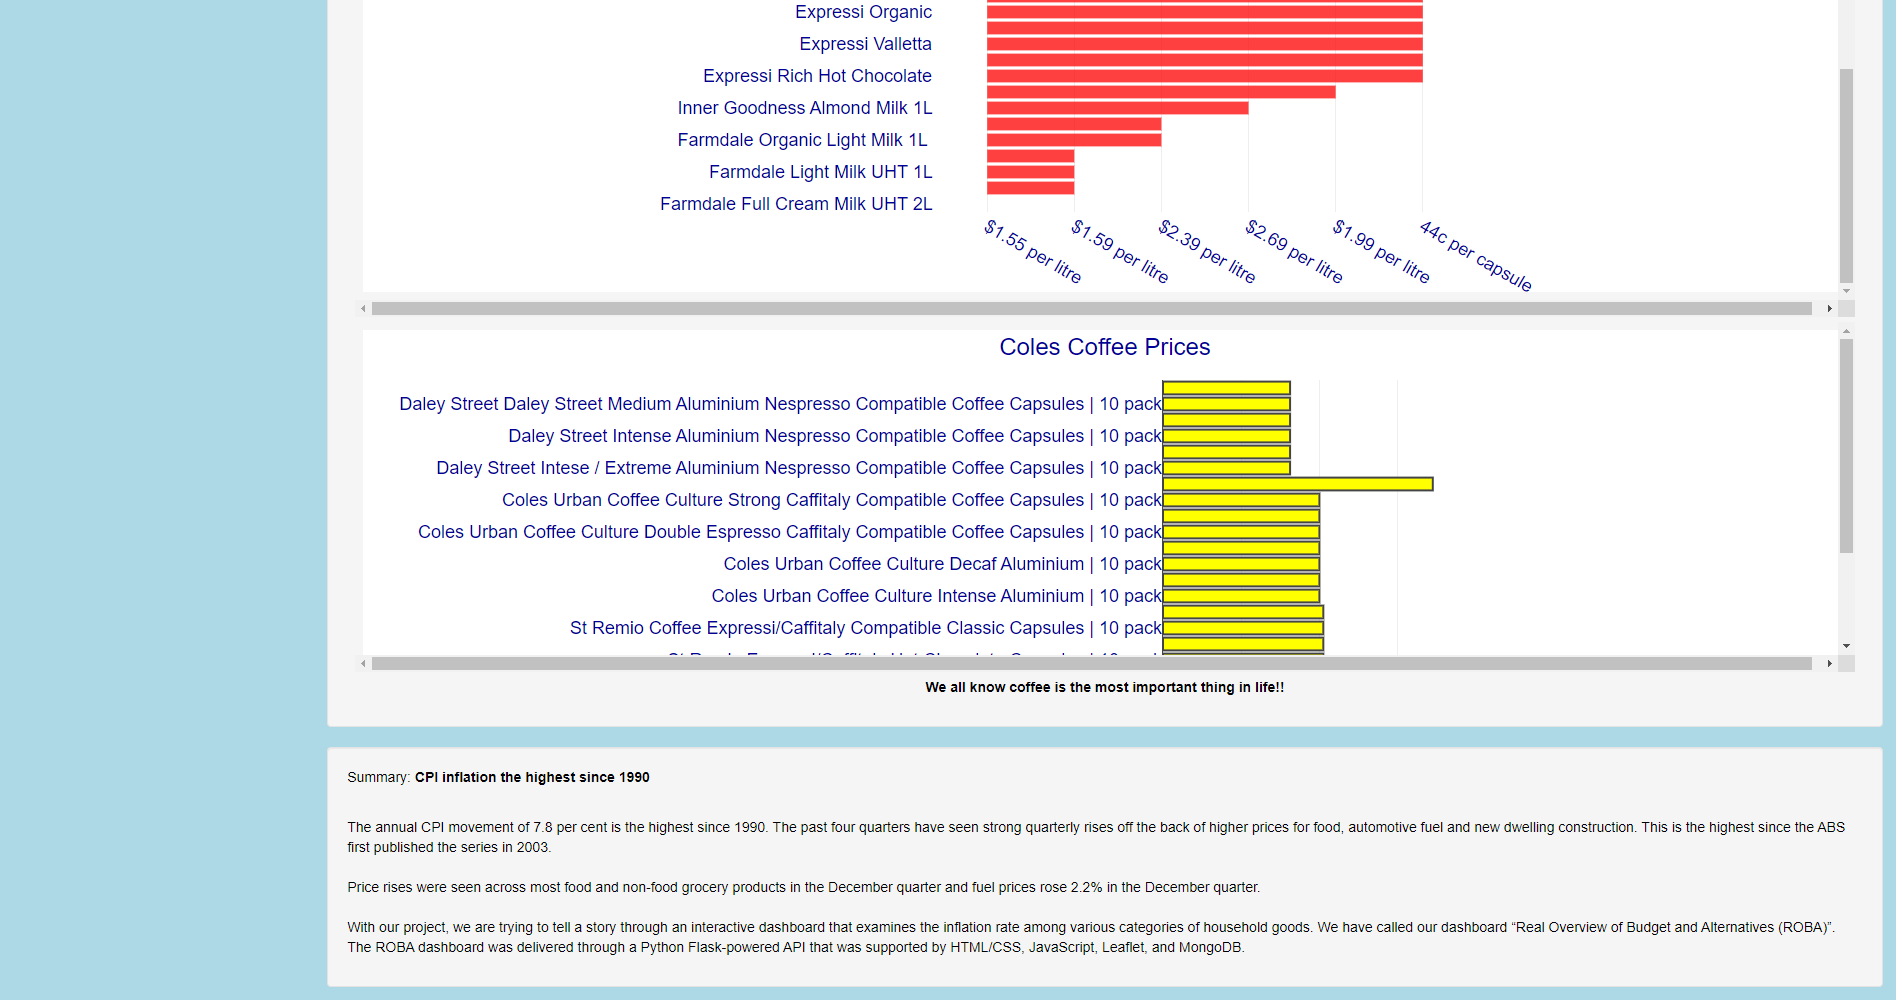 Expressi Organic
Expressi Valletta
Expressi Rich Hot Chocolate
Inner Goodness Almond Milk 1L
Farmdale Organic Light Milk 1L
Farmdale Light Milk UHT 1L
Farmdale Full Cream Milk UHT 2L
$1.55 per litre
$1.59 per litre
$2.39 per litre
$2.69 per litre
$1.99 per litre
44c per capsule
Coles Coffee Prices
Daley Street Daley Street Medium Aluminium Nespresso Compatible Coffee Capsules | 10 pack
Daley Street Intense Aluminium Nespresso Compatible Coffee Capsules | 10 pack
Daley Street Intese / Extreme Aluminium Nespresso Compatible Coffee Capsules | 10 pack
Coles Urban Coffee Culture Strong Caffitaly Compatible Coffee Capsules | 10 pack
Coles Urban Coffee Culture Double Espresso Caffitaly Compatible Coffee Capsules | 10 pack
Coles Urban Coffee Culture Decaf Aluminium | 10 pack
Coles Urban Coffee Culture Intense Aluminium | 10 pack
St Remio Coffee Expressi/Caffitaly Compatible Classic Capsules | 10 pack
We all know coffee is the most important thing in life!!
Summary: CPI inflation the highest since 1990
The annual CPI movement of 7.8 per cent is the highest since 1990. The past four quarters have seen strong quarterly rises off the back of higher prices for food, automotive fuel and new dwelling construction. This is the highest since the ABS
first published the series in 2003.
Price rises were seen across most food and non-food grocery products in the December quarter and fuel prices rose 2.2% in the December quarter.
With our project, we are trying to tell a story through an interactive dashboard that examines the inflation rate among various categories of household goods. We have called our dashboard “Real Overview of Budget and Alternatives (ROBA)”.
The ROBA dashboard was delivered through a Python Flask-powered API that was supported by HTML/CSS, JavaScript, Leaflet, and MongoDB.